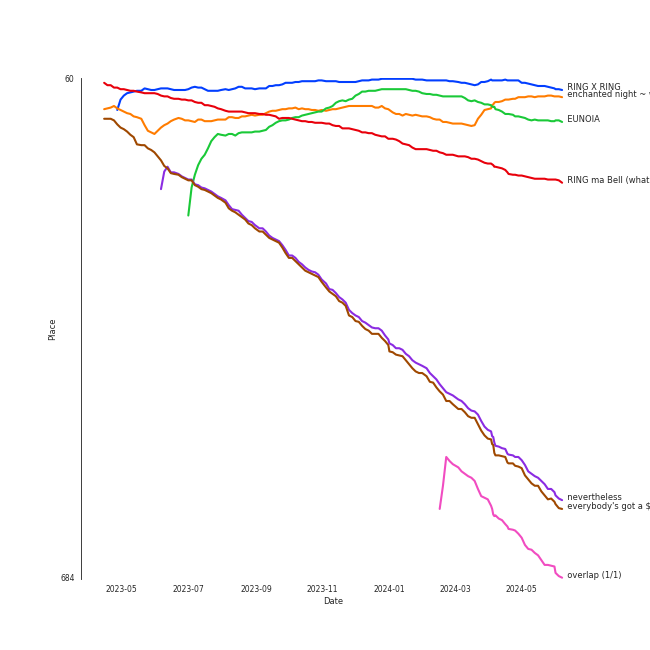 60
RING X RING
enchanted night ~
EUNOIA
RING ma Bell (what
Place
nevertheless
everybody's got a $
overlap (1/1)
684
2023-05
2023-07
2023-09
2023-11
2024-01
2024-03
2024-05
Date